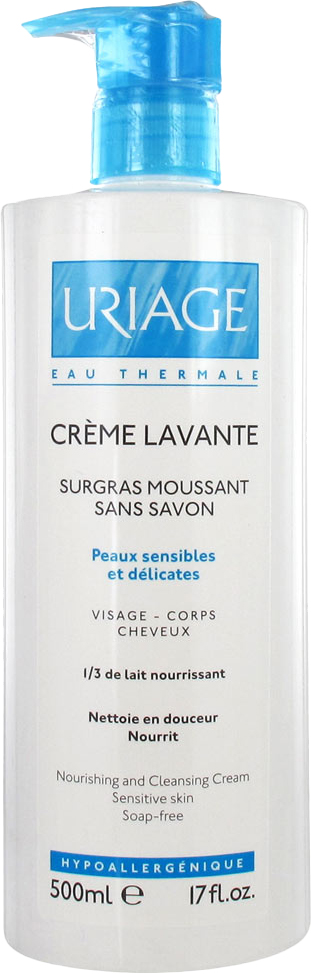 URIAGE
EAU THERMALE
CRÈME LAVANTE
SURGRAS MOUSSANT
SANS SAVON
Peaux sensibles
et délicates
VISAGE - CORPS
CHEVEUX
1/3 de lait nourrissant
Nettoie en douceur
Nourrit
Nourishing and Cleansing Cream
Sensitive skin
Soap-free
HYPOALLERGÉNIQUE
500ml ℮ 17fl.oz.